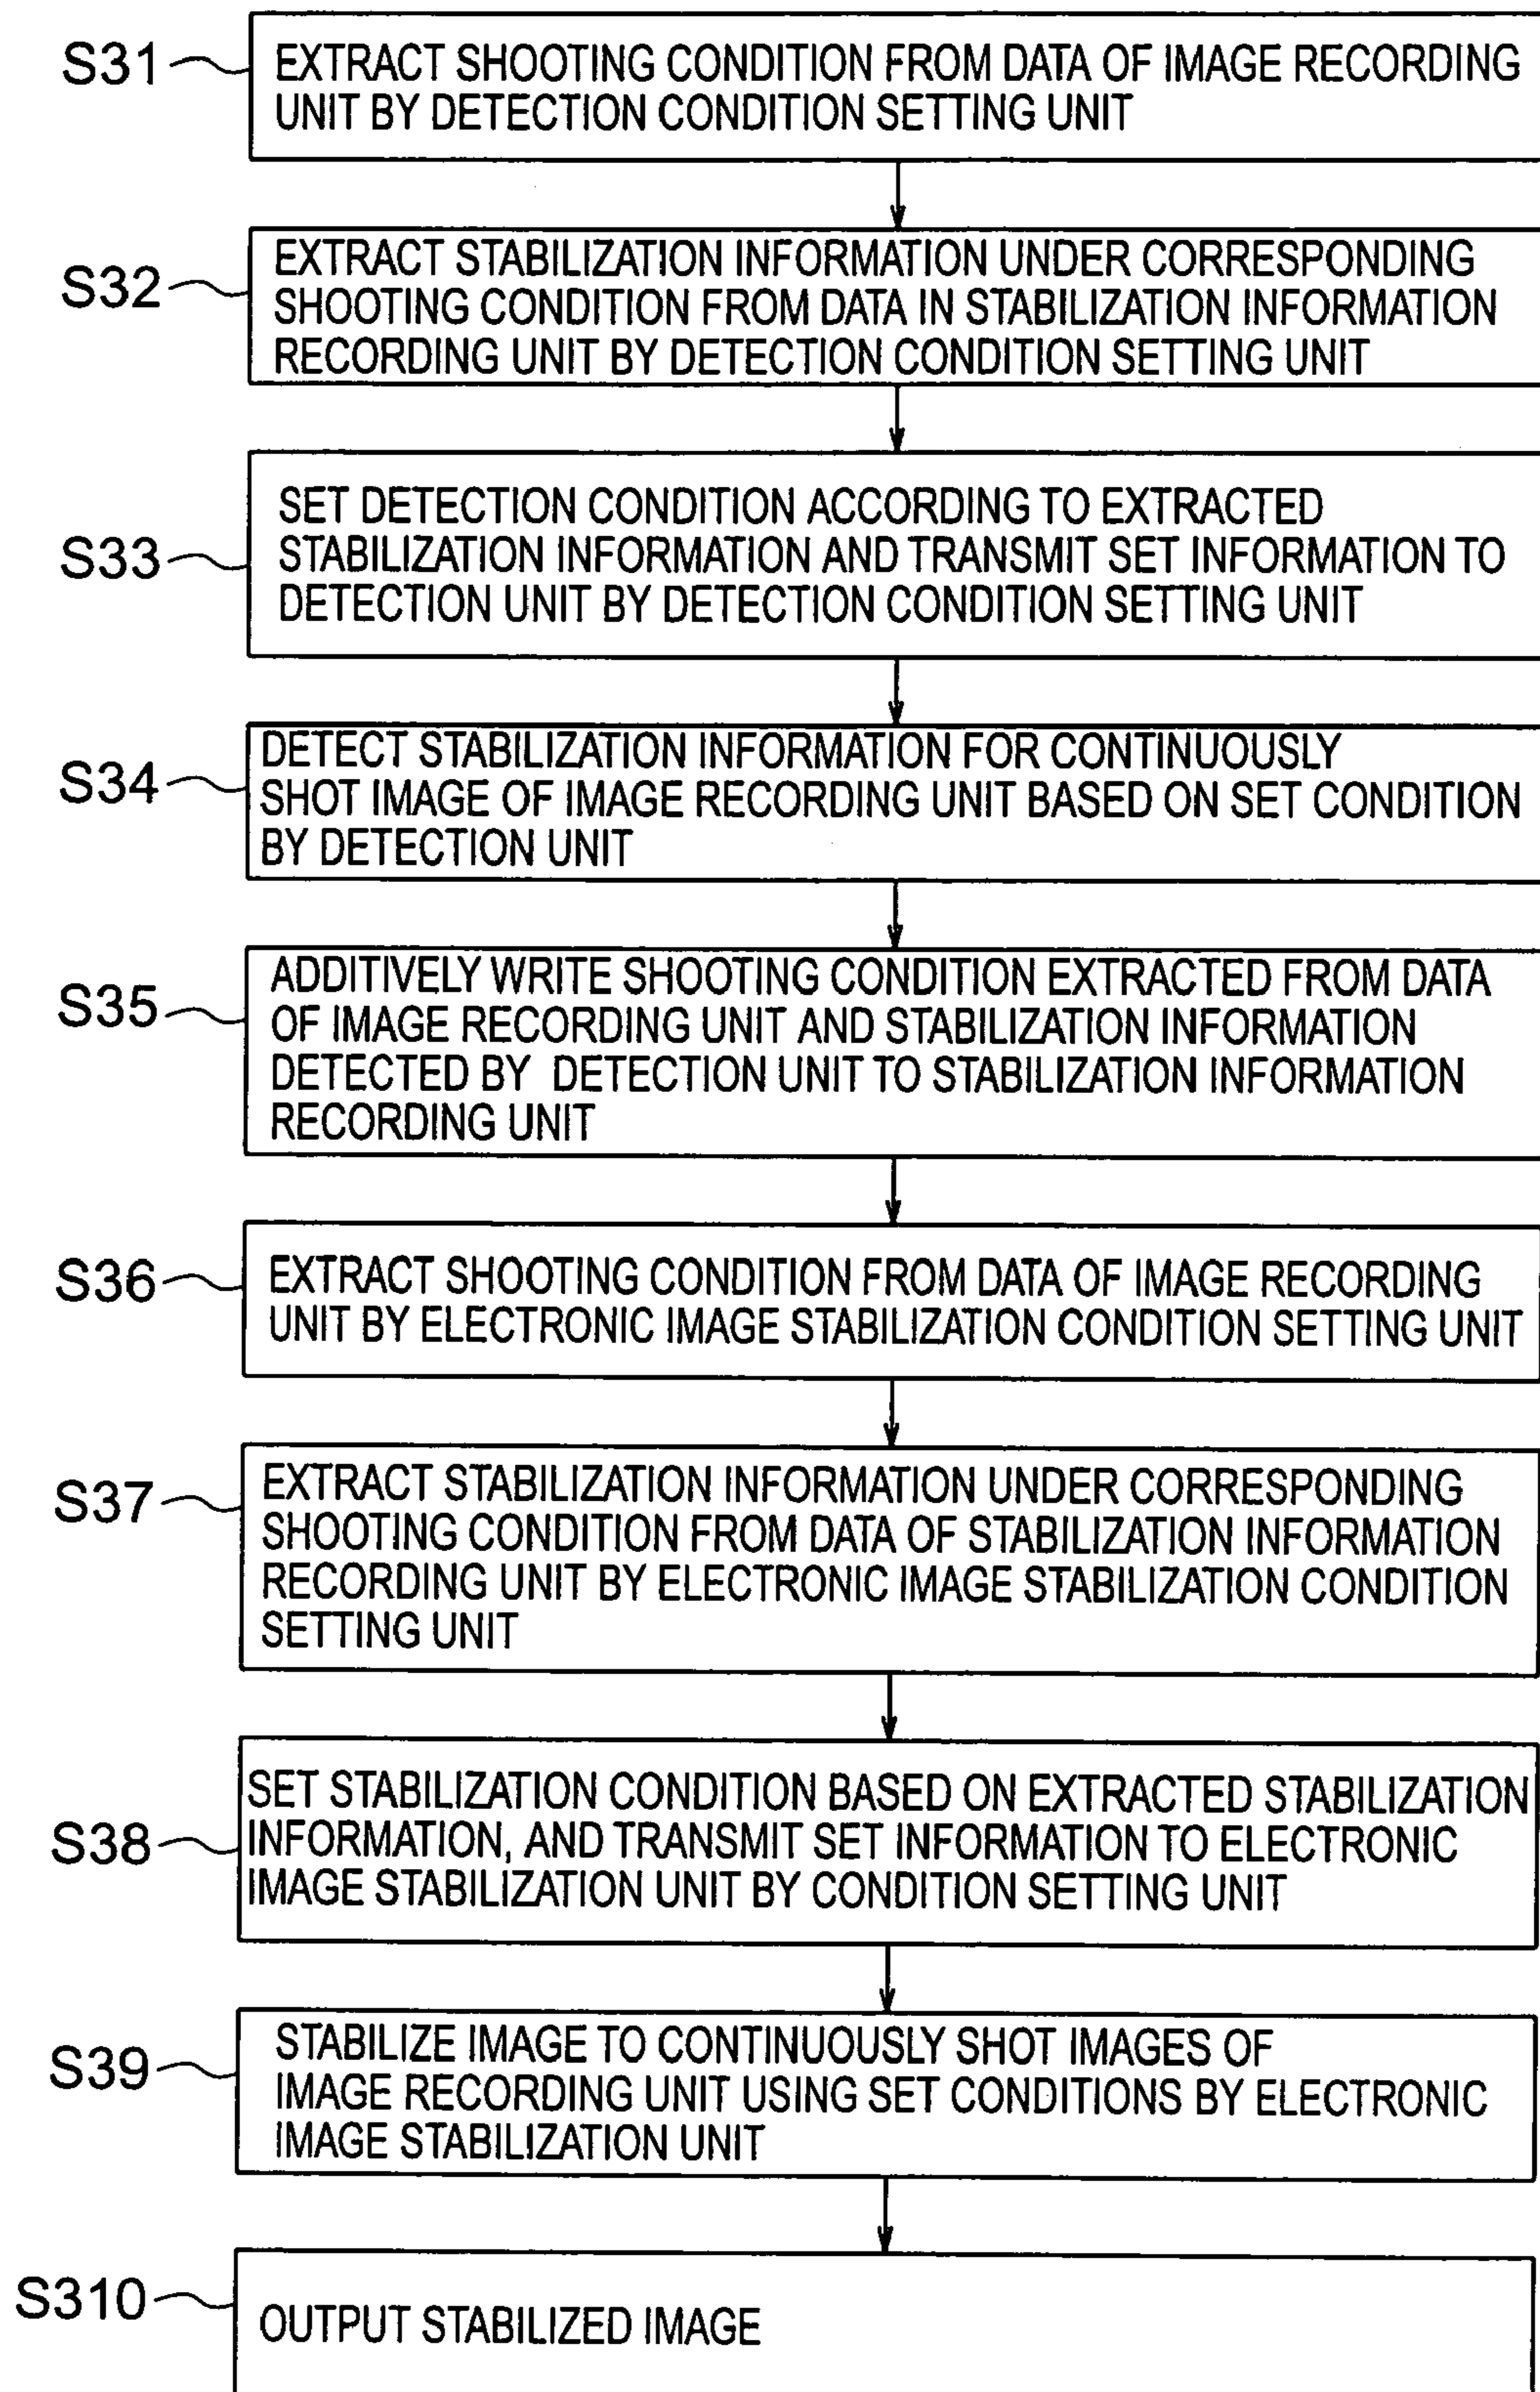 S31
EXTRACT SHOOTING CONDITION FROM DATA OF IMAGE RECORDING
UNIT BY DETECTION CONDITION SETTING UNIT
S32
EXTRACT STABILIZATION INFORMATION UNDER CORRESPONDING
SHOOTING CONDITION FROM DATA IN STABILIZATION INFORMATION
RECORDING UNIT BY DETECTION CONDITION SETTING UNIT
S33
SET DETECTION CONDITION ACCORDING TO EXTRACTED
STABILIZATION INFORMATION AND TRANSMIT SET INFORMATION TO
DETECTION UNIT BY DETECTION CONDITION SETTING UNIT
S34
DETECT STABILIZATION INFORMATION FOR CONTINUOUSLY
SHOT IMAGE OF IMAGE RECORDING UNIT BASED ON SET CONDITION
BY DETECTION UNIT
S35
ADDITIVELY WRITE SHOOTING CONDITION EXTRACTED FROM DATA
OF IMAGE RECORDING UNIT AND STABILIZATION INFORMATION
DETECTED BY DETECTION UNIT TO STABILIZATION INFORMATION
RECORDING UNIT
S36
EXTRACT SHOOTING CONDITION FROM DATA OF IMAGE RECORDING
UNIT BY ELECTRONIC IMAGE STABILIZATION CONDITION SETTING UNIT
S37
EXTRACT STABILIZATION INFORMATION UNDER CORRESPONDING
SHOOTING CONDITION FROM DATA OF STABILIZATION INFORMATION
RECORDING UNIT BY ELECTRONIC IMAGE STABILIZATION CONDITION
SETTING UNIT
S38
SET STABILIZATION CONDITION BASED ON EXTRACTED STABILIZATION
INFORMATION, AND TRANSMIT SET INFORMATION TO ELECTRONIC
IMAGE STABILIZATION UNIT BY CONDITION SETTING UNIT
S39
STABILIZE IMAGE TO CONTINUOUSLY SHOT IMAGES OF
IMAGE RECORDING UNIT USING SET CONDITIONS BY ELECTRONIC
IMAGE STABILIZATION UNIT
S310
OUTPUT STABILIZED IMAGE